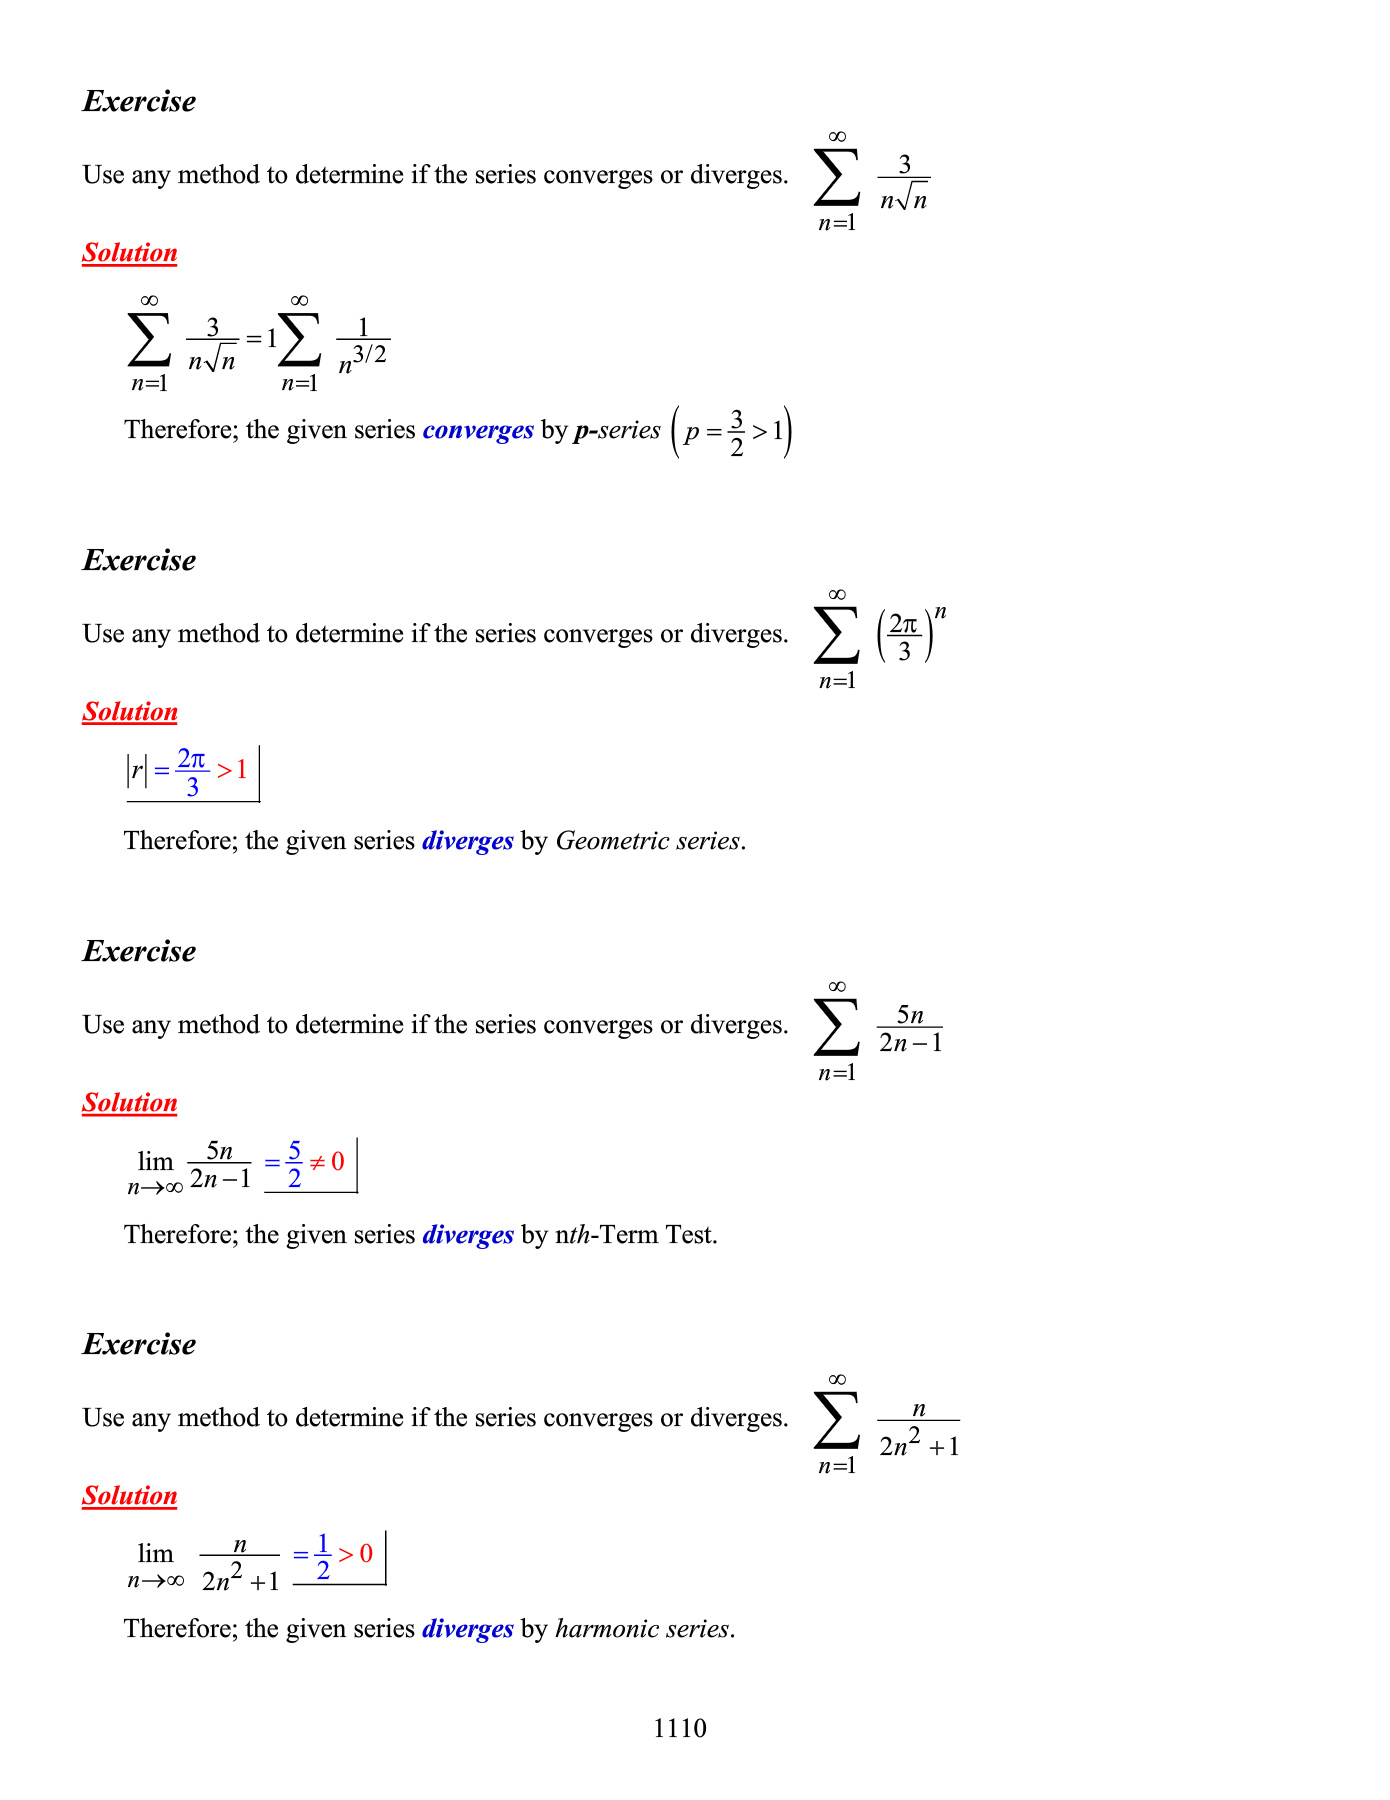 Exercise
Use any method to determine if the series converges or diverges. $\sum_{n=1}^{\infty} \frac{3}{n\sqrt{n}}$
Solution
$\sum_{n=1}^{\infty} \frac{3}{n\sqrt{n}} = 1\sum_{n=1}^{\infty} \frac{1}{n^{3/2}}$
Therefore; the given series converges by p-series $\left( p = \frac{3}{2} > 1 \right)$
Exercise
Use any method to determine if the series converges or diverges. $\sum_{n=1}^{\infty} \left( \frac{2\pi}{3} \right)^n$
Solution
$|r| = \frac{2\pi}{3} > 1$
Therefore; the given series diverges by Geometric series.
Exercise
Use any method to determine if the series converges or diverges. $\sum_{n=1}^{\infty} \frac{5n}{2n-1}$
Solution
$\lim_{n \to \infty} \frac{5n}{2n-1} = \frac{5}{2} \neq 0$
Therefore; the given series diverges by nth-Term Test.
Exercise
Use any method to determine if the series converges or diverges. $\sum_{n=1}^{\infty} \frac{n}{2n^2+1}$
Solution
$\lim_{n \to \infty} \frac{n}{2n^2+1} = \frac{1}{2} > 0$
Therefore; the given series diverges by harmonic series.
1110